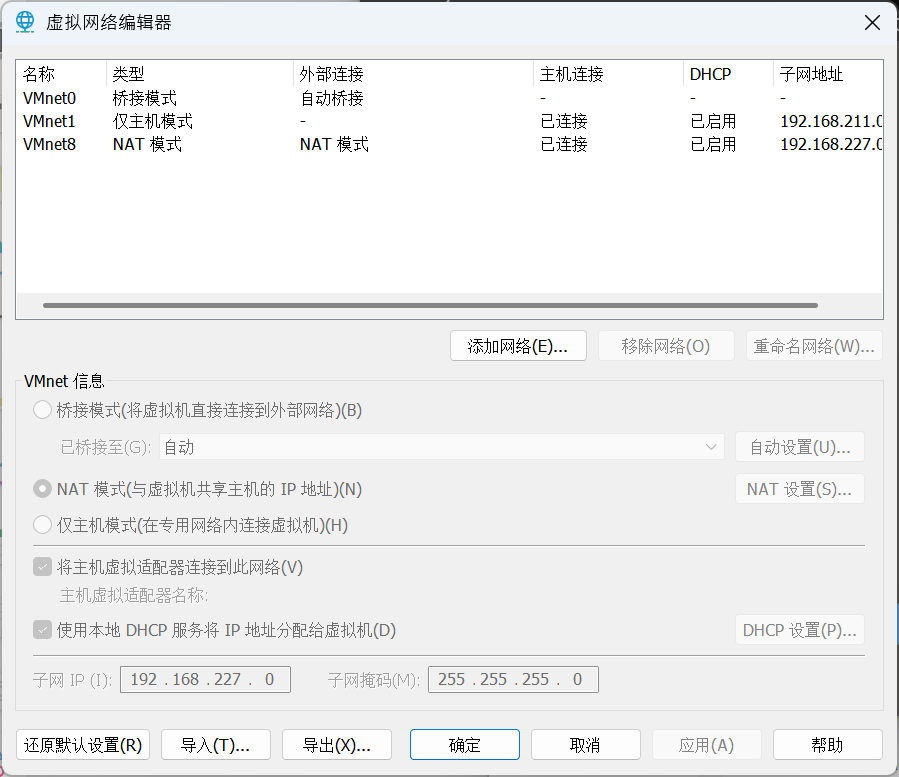 虚拟网络编辑器
名称 类型 外部连接 主机连接 DHCP 子网地址
VMnet0 桥接模式 自动桥接 - - -
VMnet1 仅主机模式 - 已连接 已启用 192.168.211.0
VMnet8 NAT 模式 NAT 模式 已连接 已启用 192.168.227.0
添加网络(E)... 移除网络(O) 重命名网络(W)...
VMnet 信息
桥接模式(将虚拟机直接连接到外部网络)(B)
已桥接至(G): 自动 自动设置(U)...
NAT 模式(与虚拟机共享主机的 IP 地址)(N) NAT 设置(S)...
仅主机模式(在专用网络内连接虚拟机)(H)
将主机虚拟适配器连接到此网络(V)
主机虚拟适配器名称:
使用本地 DHCP 服务将 IP 地址分配给虚拟机(D) DHCP 设置(P)...
子网 IP (I): 192 . 168 . 227 . 0 子网掩码(M): 255 . 255 . 255 . 0
还原默认设置(R) 导入(T)... 导出(X)... 确定 取消 应用(A) 帮助